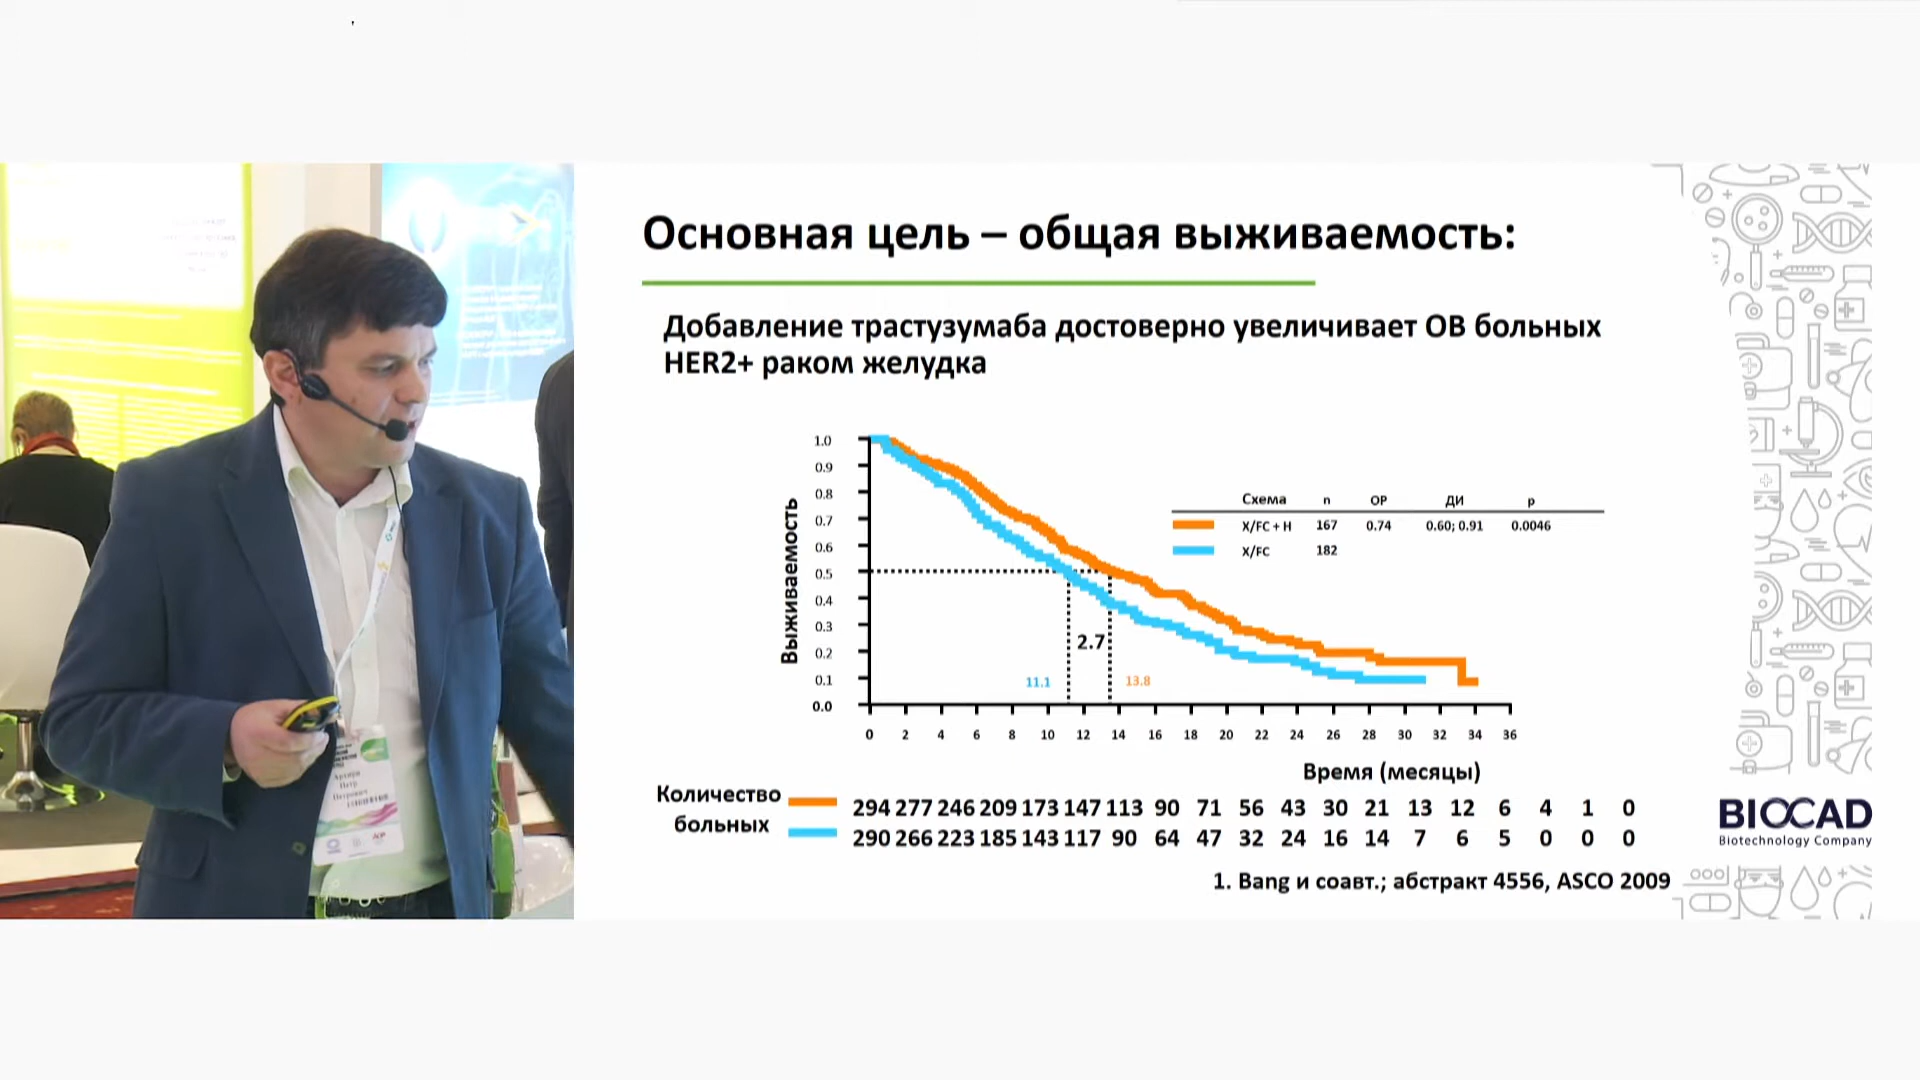 Основная цель – общая выживаемость:
Добавление трастузумаба достоверно увеличивает ОВ больных
HER2+ раком желудка
Выживаемость
1.0
0.9
0.8
0.7
0.6
0.5
0.4
0.3
0.2
0.1
0.0
Схема n ОР ДИ p
X/FC + H 167 0.74 0.60; 0.91 0.0046
X/FC 182
2.7
11.1
13.8
0 2 4 6 8 10 12 14 16 18 20 22 24 26 28 30 32 34 36
Время (месяцы)
Количество
больных
294 277 246 209 173 147 113 90 71 56 43 30 21 13 12 6 4 1 0
290 266 223 185 143 117 90 64 47 32 24 16 14 7 6 5 0 0 0
1. Bang и соавт.; абстракт 4556, ASCO 2009
BIOCAD
Biotechnology Company
Петр
Петрович